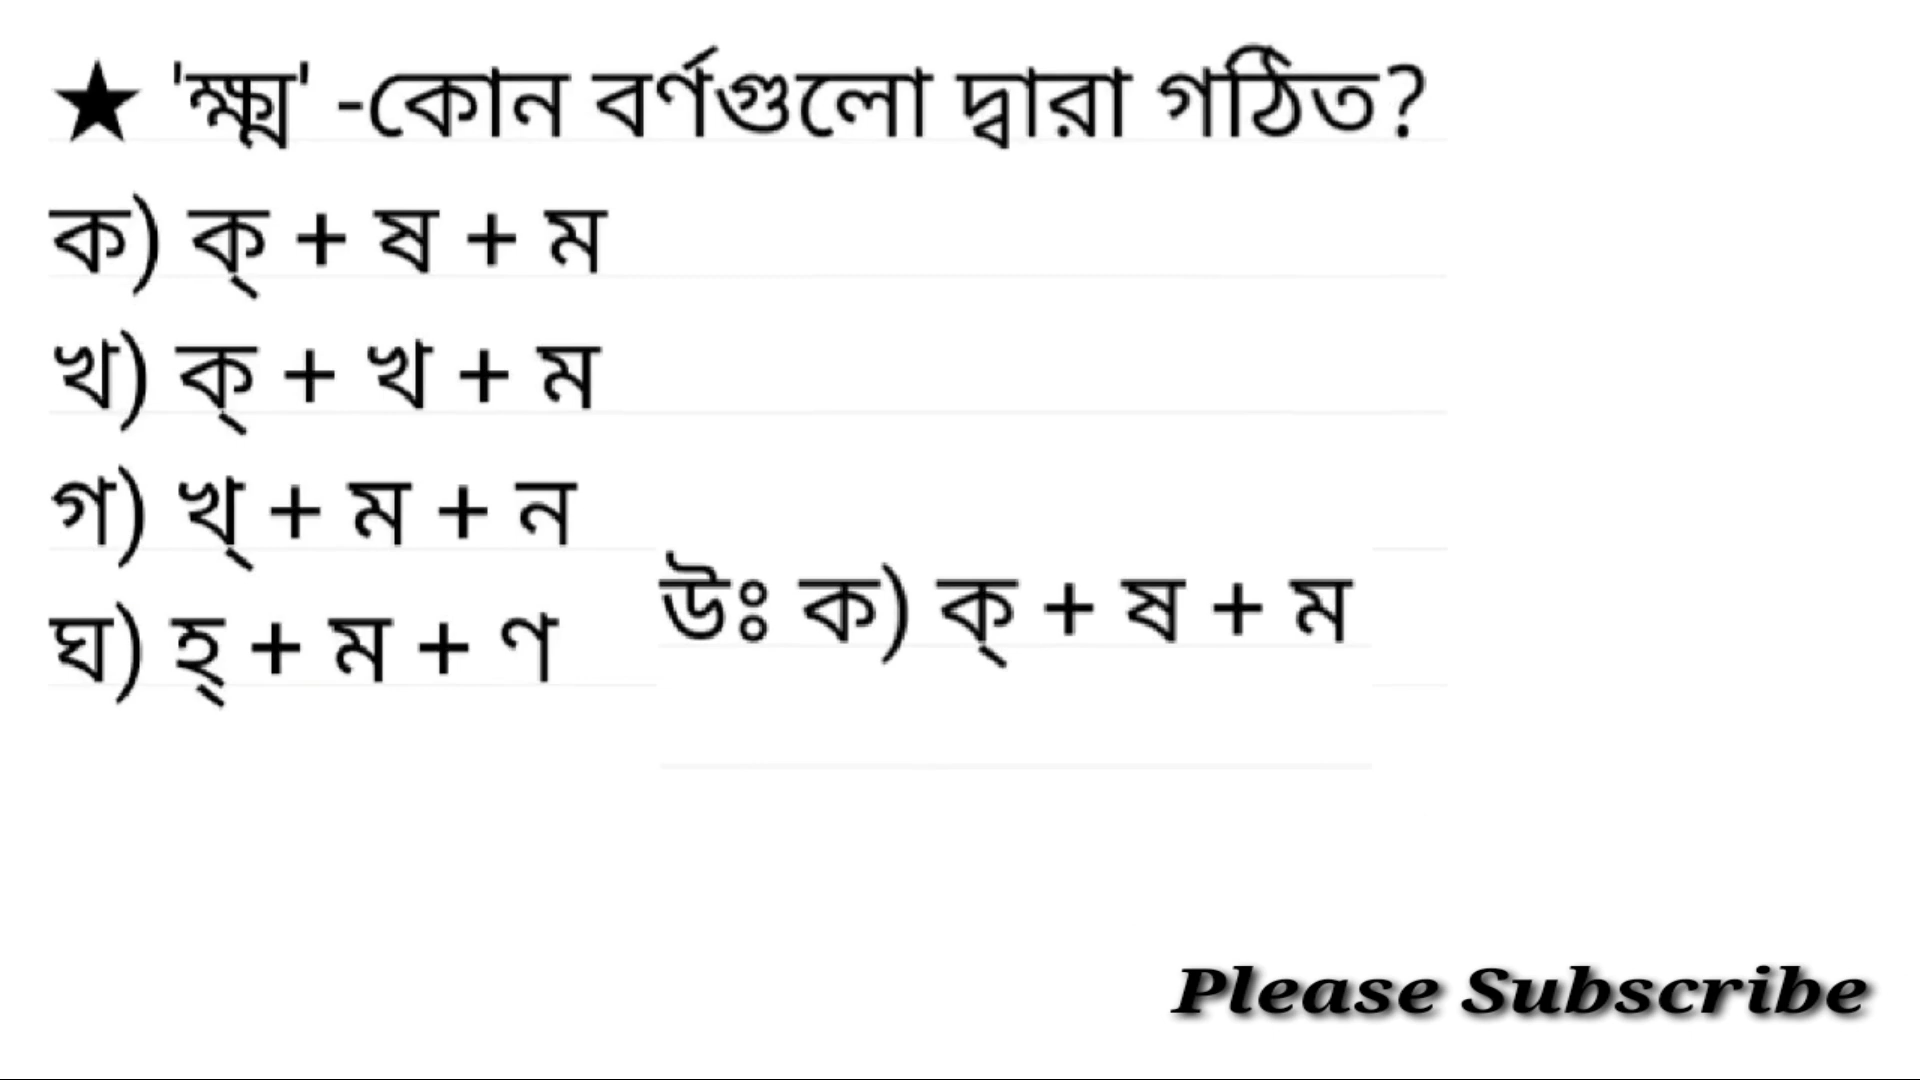 ★ 'ক্ষ্ম' -কোন বর্ণগুলো দ্বারা গঠিত?
ক) ক্ + ষ + ম
খ) ক্ + খ + ম
গ) খ্ + ম + ন
ঘ) হ্ + ম + ণ
উঃ ক) ক্ + ষ + ম
Please Subscribe